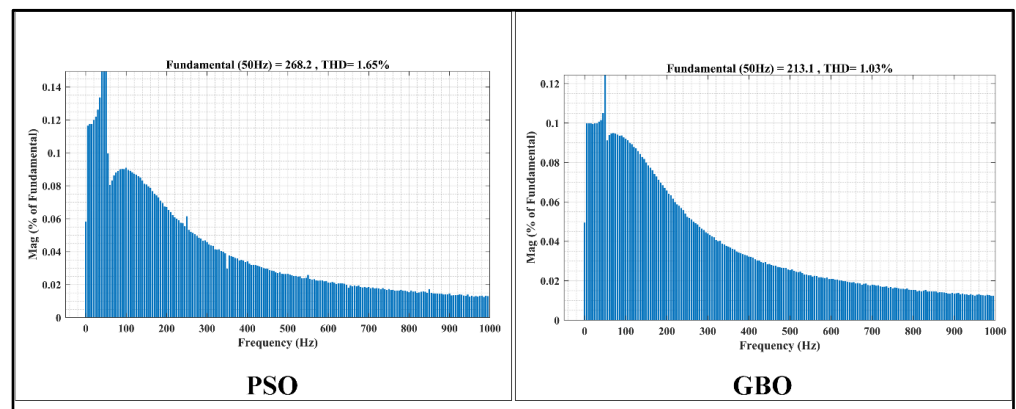 Fundamental (50Hz) = 268.2 , THD= 1.65%
0.14
0.12
0.1
0.08
0.06
0.04
0.02
0
Mag (% of Fundamental)
0 100 200 300 400 500 600 700 800 900 1000
Frequency (Hz)
PSO
Fundamental (50Hz) = 213.1 , THD= 1.03%
0.12
0.1
0.08
0.06
0.04
0.02
0
Mag (% of Fundamental)
0 100 200 300 400 500 600 700 800 900 1000
Frequency (Hz)
GBO